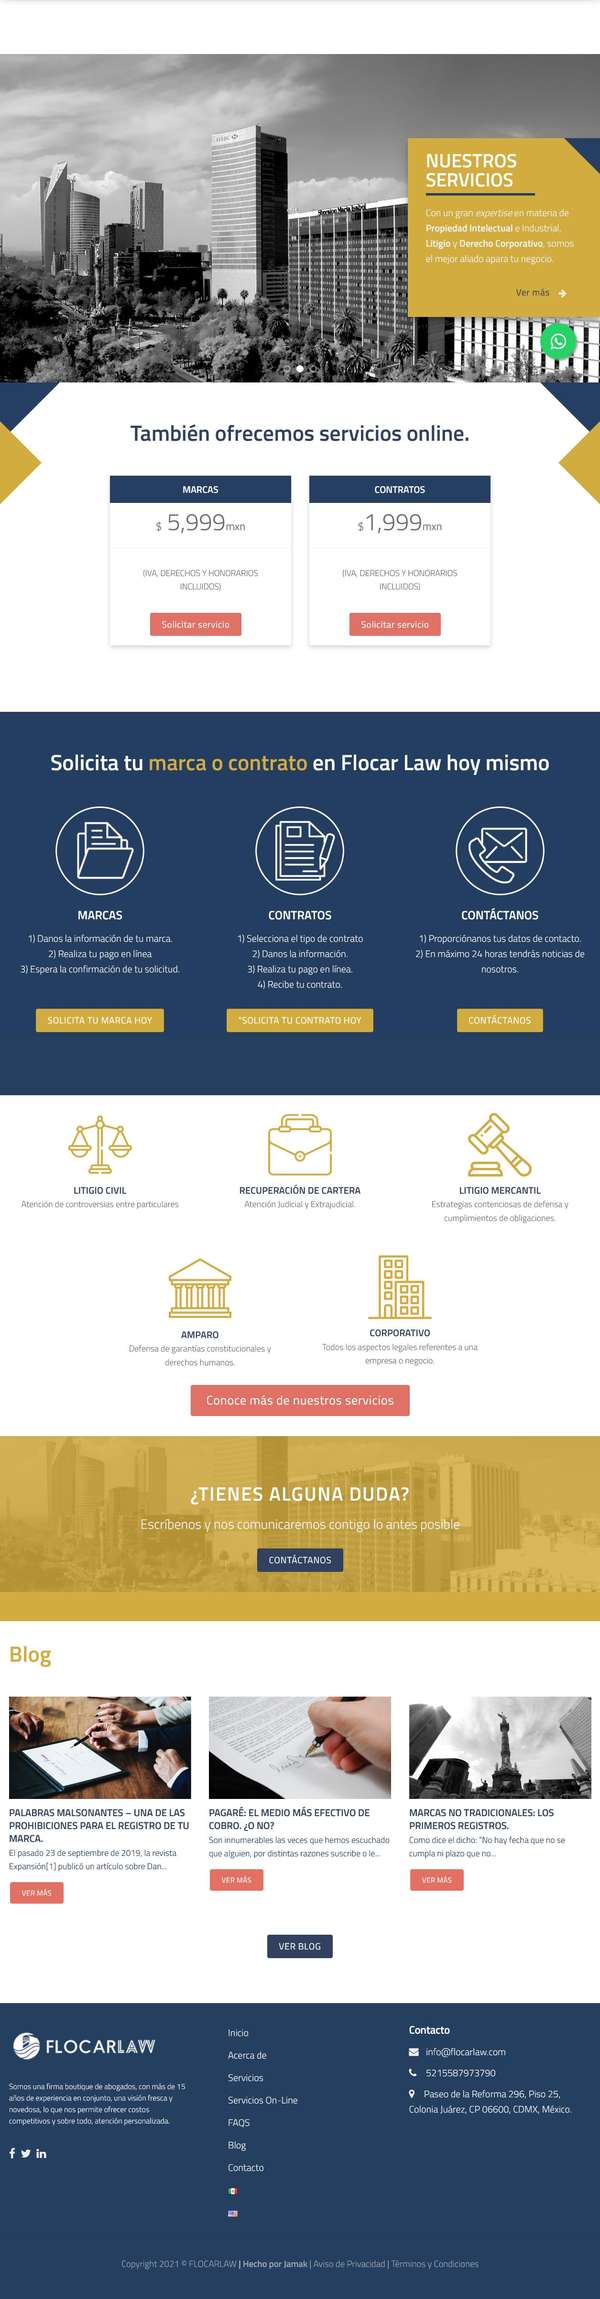 HSBC
Sheraton Maria Isabel
NUESTROS
SERVICIOS
Con un gran expertise en materia de
Propiedad Intelectual e Industrial,
Litigio y Derecho Corporativo, somos
el mejor aliado apara tu negocio.
Ver más
También ofrecemos servicios online.
MARCAS
$ 5,999mxn
(IVA, DERECHOS Y HONORARIOS
INCLUIDOS)
Solicitar servicio
CONTRATOS
$1,999mxn
(IVA, DERECHOS Y HONORARIOS
INCLUIDOS)
Solicitar servicio
Solicita tu marca o contrato en Flocar Law hoy mismo
MARCAS
1) Danos la información de tu marca.
2) Realiza tu pago en línea
3) Espera la confirmación de tu solicitud.
SOLICITA TU MARCA HOY
CONTRATOS
1) Selecciona el tipo de contrato
2) Danos la información.
3) Realiza tu pago en línea.
4) Recibe tu contrato.
"SOLICITA TU CONTRATO HOY
CONTÁCTANOS
1) Proporciónanos tus datos de contacto.
2) En máximo 24 horas tendrás noticias de
nosotros.
CONTÁCTANOS
LITIGIO CIVIL
Atención de controversias entre particulares
RECUPERACIÓN DE CARTERA
Atención Judicial y Extrajudicial.
LITIGIO MERCANTIL
Estrategias contenciosas de defensa y
cumplimientos de obligaciones.
AMPARO
Defensa de garantías constitucionales y
derechos humanos.
CORPORATIVO
Todos los aspectos legales referentes a una
empresa o negocio.
Conoce más de nuestros servicios
¿TIENES ALGUNA DUDA?
Escríbenos y nos comunicaremos contigo lo antes posible
CONTÁCTANOS
Blog
PALABRAS MALSONANTES – UNA DE LAS
PROHIBICIONES PARA EL REGISTRO DE TU
MARCA.
El pasado 23 de septiembre de 2019, la revista
Expansión[1] publicó un artículo sobre Dan...
VER MÁS
PAGARÉ: EL MEDIO MÁS EFECTIVO DE
COBRO. ¿O NO?
Son innumerables las veces que hemos escuchado
que alguien, por distintas razones suscribe o le...
VER MÁS
MARCAS NO TRADICIONALES: LOS
PRIMEROS REGISTROS.
Como dice el dicho: "No hay fecha que no se
cumpla ni plazo que no...
VER MÁS
VER BLOG
FLOCARLAW
Somos una firma boutique de abogados, con más de 15
años de experiencia en conjunto, una visión fresca y
novedosa, lo que nos permite ofrecer costos
competitivos y sobre todo, atención personalizada.
Inicio
Acerca de
Servicios
Servicios On-Line
FAQS
Blog
Contacto
Contacto
info@flocarlaw.com
5215587973790
Paseo de la Reforma 296, Piso 25,
Colonia Juárez, CP 06600, CDMX, México.
Copyright 2021 © FLOCARLAW | Hecho por Jamak | Aviso de Privacidad | Términos y Condiciones